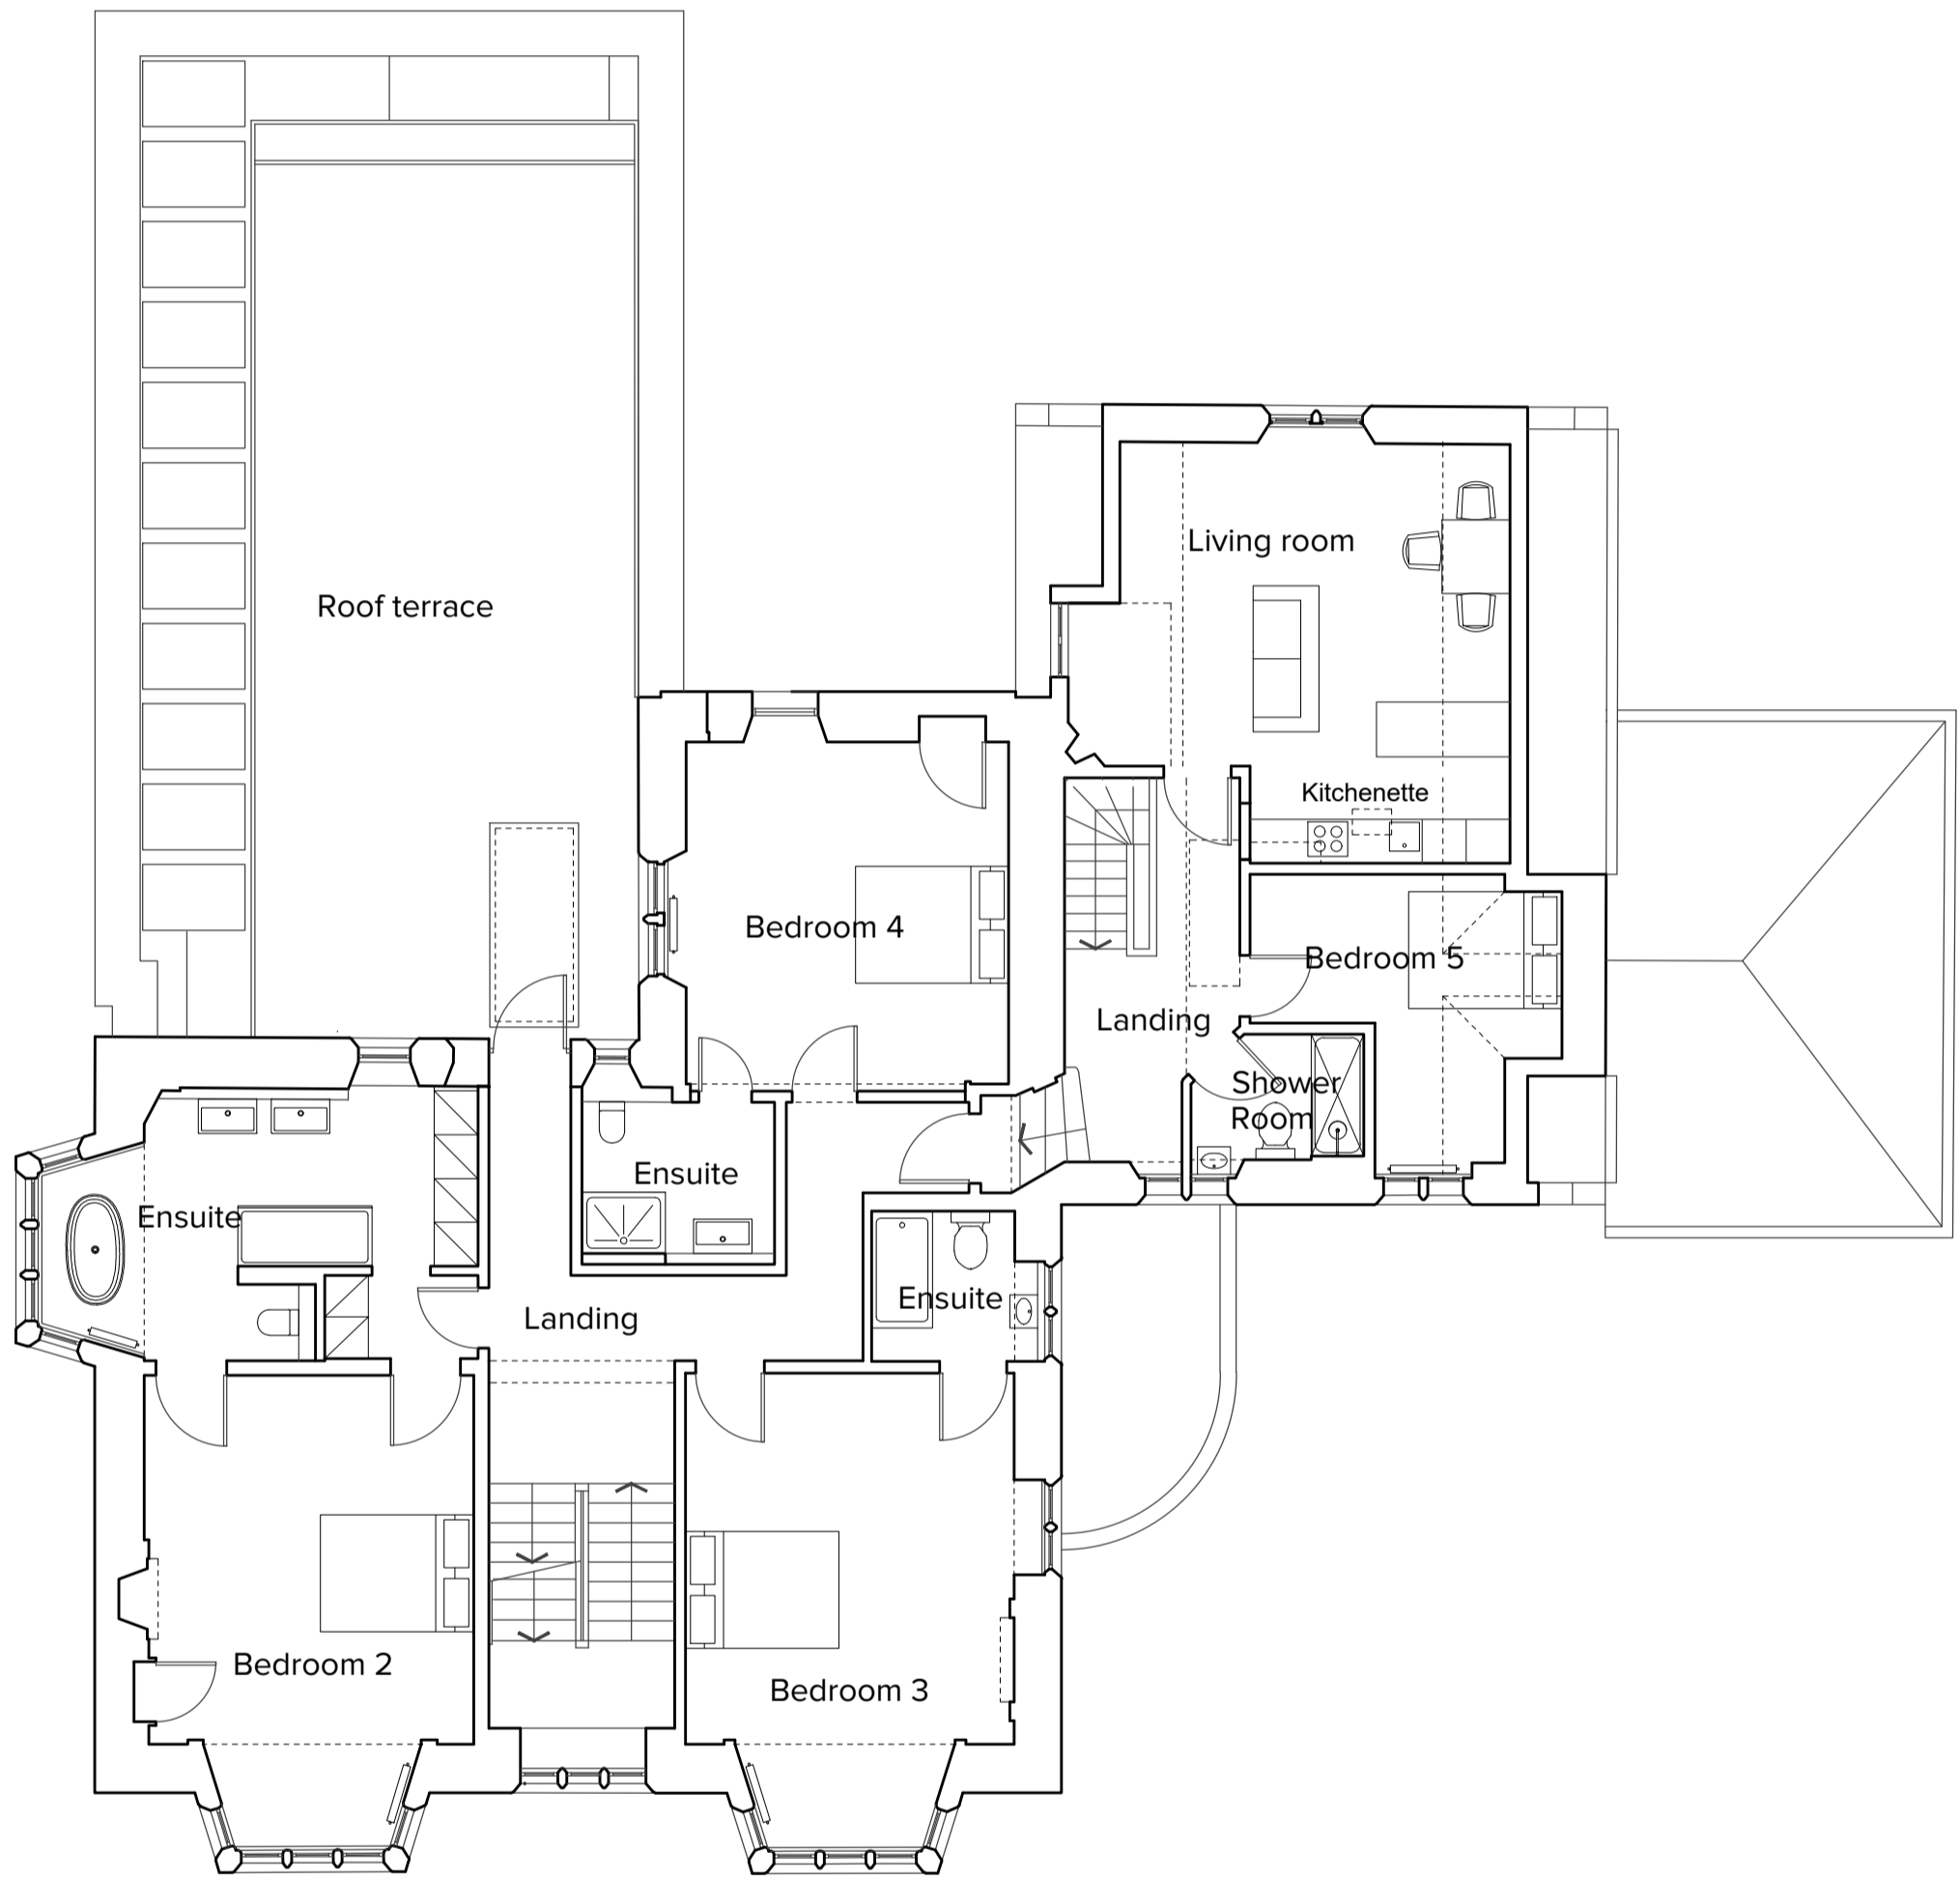 Living room
Roof terrace
Kitchenette
Bedroom 4
Bedroom 5
Landing
Shower
Room
Ensuite
Ensuite
Ensuite
Landing
Bedroom 2
Bedroom 3